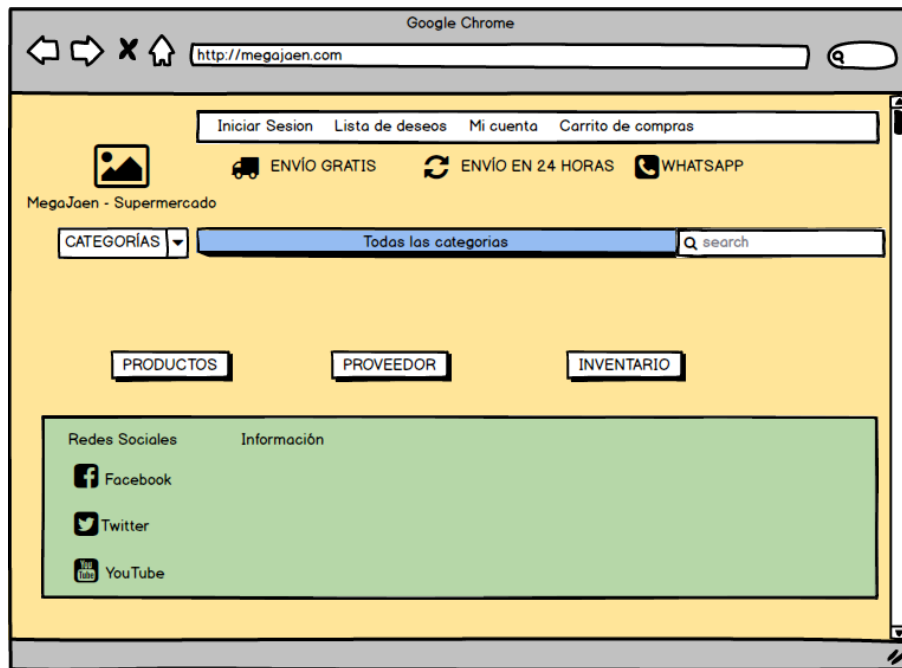 Google Chrome
http://megajaen.com
Iniciar Sesion Lista de deseos Mi cuenta Carrito de compras
ENVÍO GRATIS ENVÍO EN 24 HORAS WHATSAPP
MegaJaen - Supermercado
CATEGORÍAS Todas las categorias search
PRODUCTOS PROVEEDOR INVENTARIO
Redes Sociales Información
Facebook
Twitter
You Tube YouTube